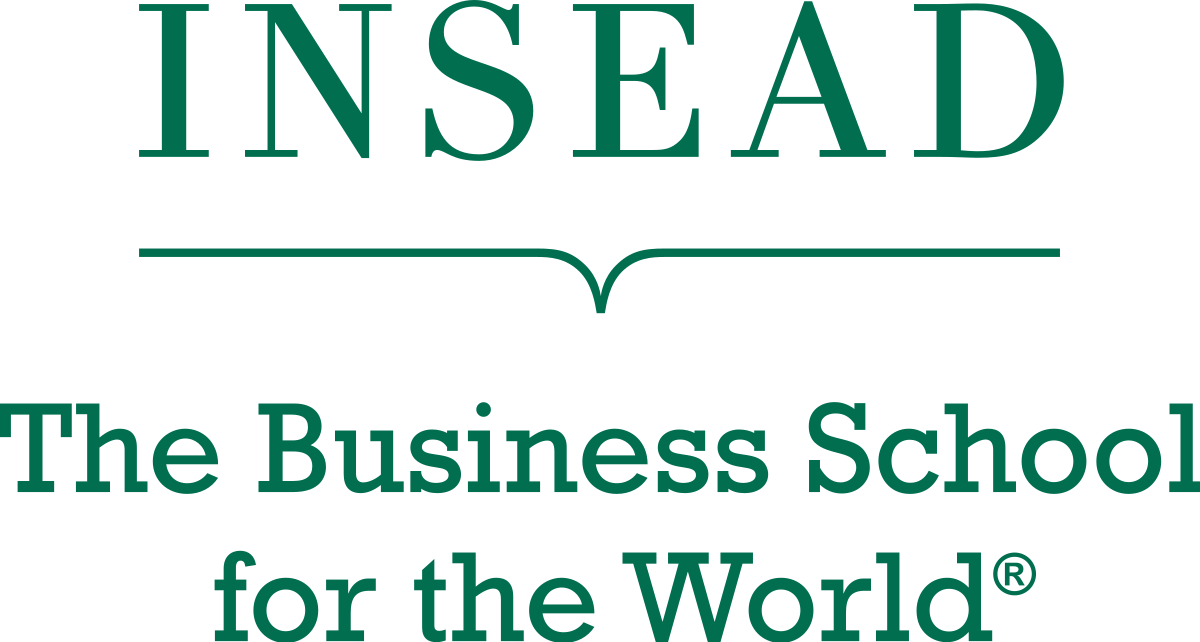 INSEAD
The Business School
for the World®